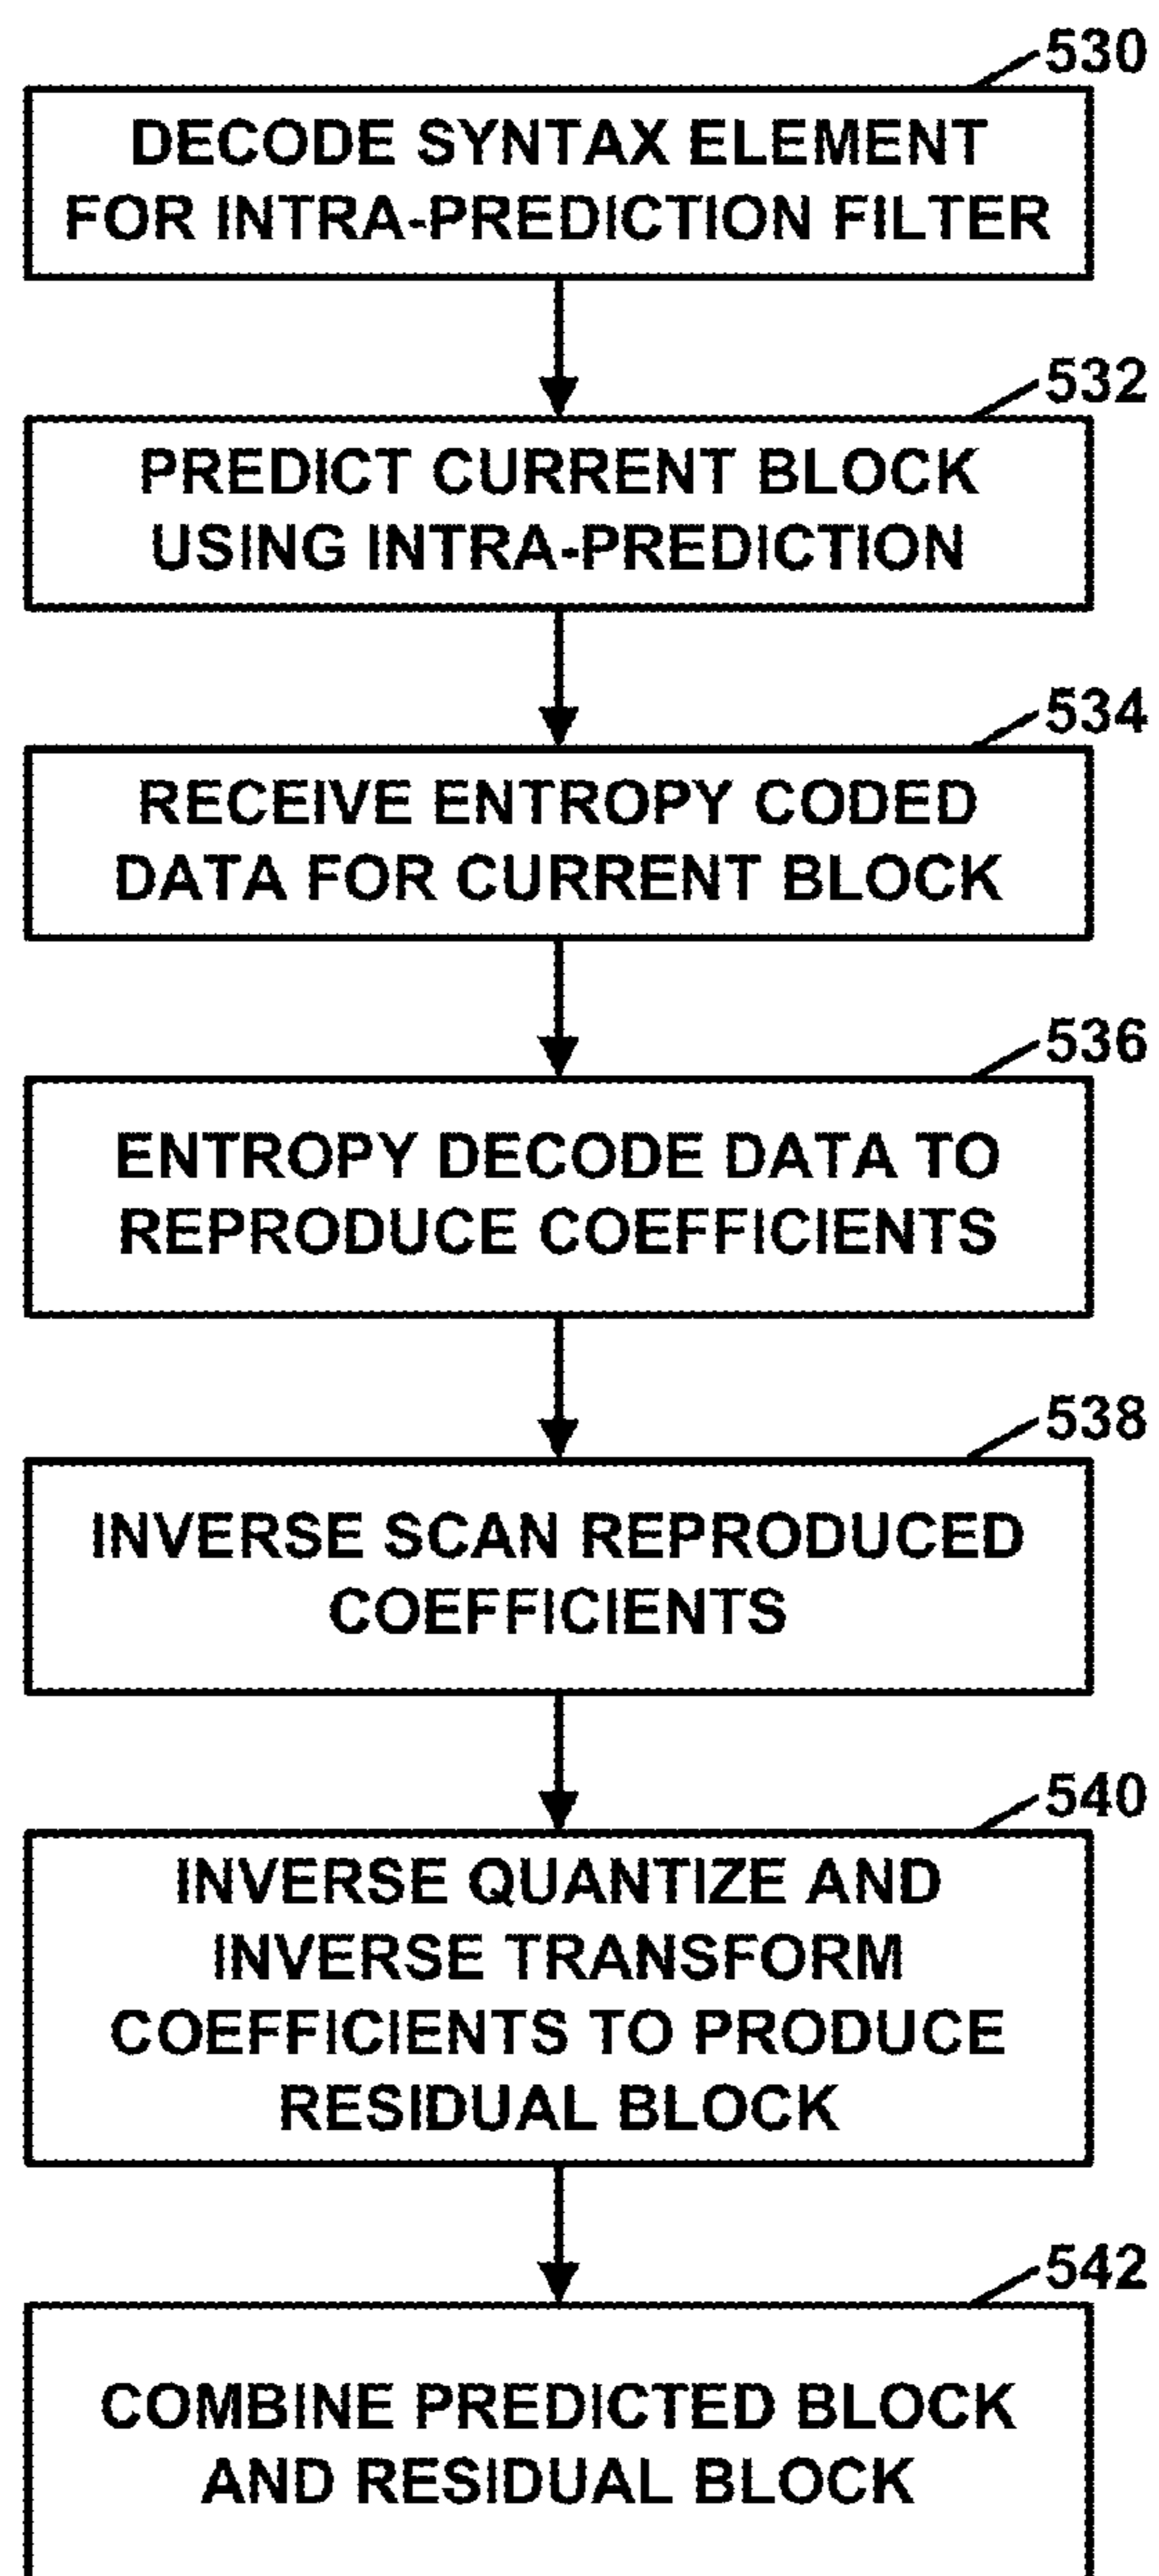 530
DECODE SYNTAX ELEMENT
FOR INTRA-PREDICTION FILTER
532
PREDICT CURRENT BLOCK
USING INTRA-PREDICTION
534
RECEIVE ENTROPY CODED
DATA FOR CURRENT BLOCK
536
ENTROPY DECODE DATA TO
REPRODUCE COEFFICIENTS
538
INVERSE SCAN REPRODUCED
COEFFICIENTS
540
INVERSE QUANTIZE AND
INVERSE TRANSFORM
COEFFICIENTS TO PRODUCE
RESIDUAL BLOCK
542
COMBINE PREDICTED BLOCK
AND RESIDUAL BLOCK